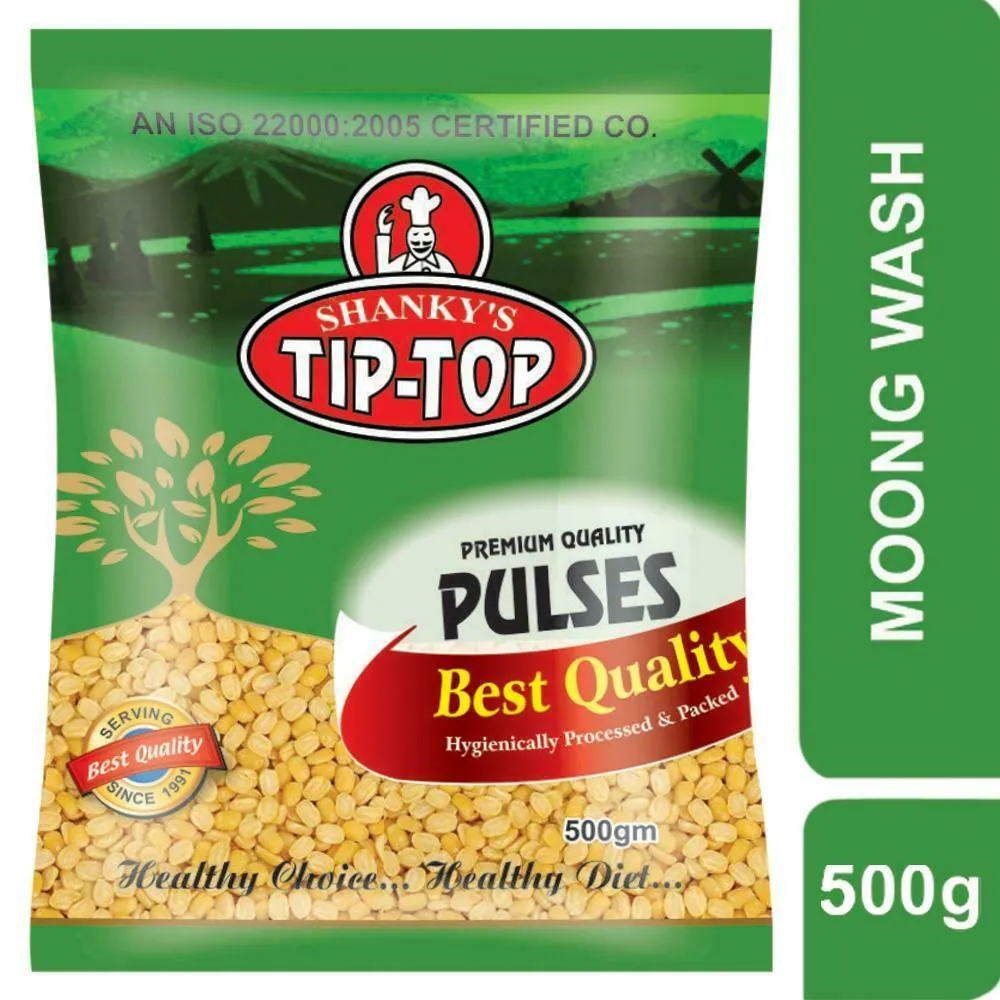 AN ISO 22000:2005 CERTIFIED CO.
SHANKY'S
TIP-TOP
PREMIUM QUALITY
PULSES
Best Quality
Hygienically Processed & Packed
SERVING
Best Quality
SINCE 1991
500gm
Healthy Choice... Healthy Diet...
MOONG WASH
500g